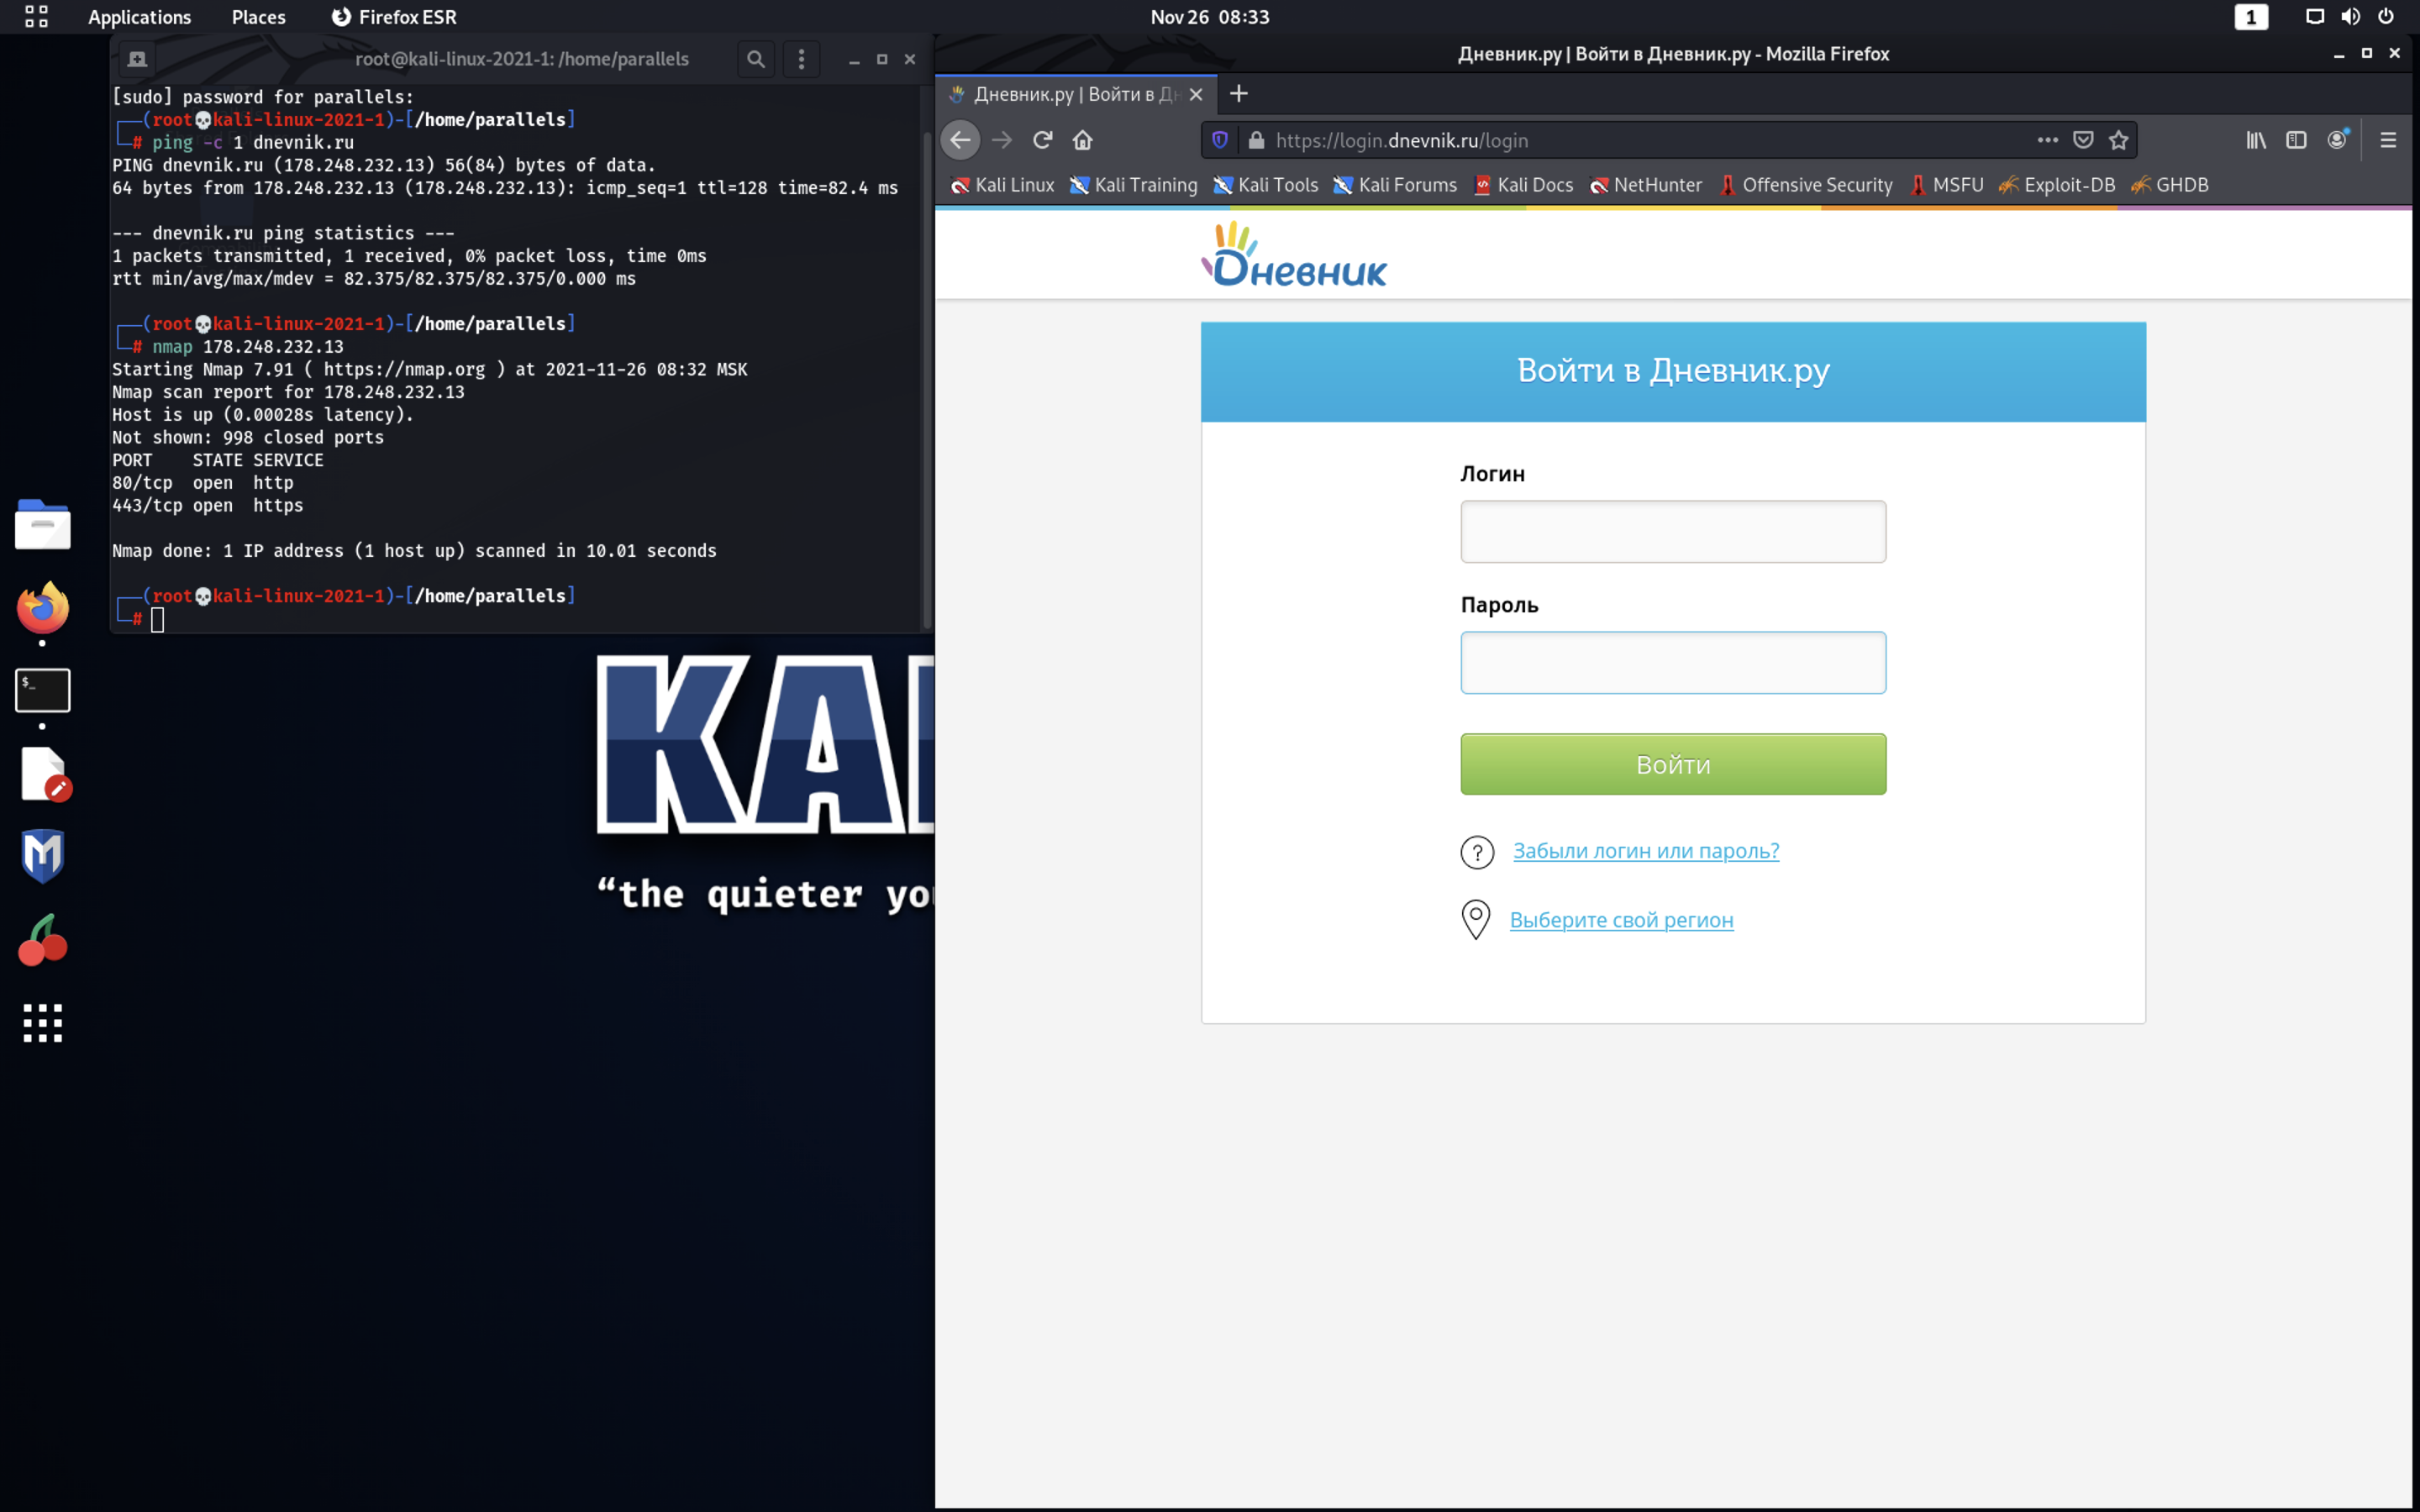 Applications Places Firefox ESR Nov 26 08:33 1
root@kali-linux-2021-1: /home/parallels
[sudo] password for parallels:
(root💀kali-linux-2021-1)-[/home/parallels]
# ping -c 1 dnevnik.ru
PING dnevnik.ru (178.248.232.13) 56(84) bytes of data.
64 bytes from 178.248.232.13 (178.248.232.13): icmp_seq=1 ttl=128 time=82.4 ms
--- dnevnik.ru ping statistics ---
1 packets transmitted, 1 received, 0% packet loss, time 0ms
rtt min/avg/max/mdev = 82.375/82.375/82.375/0.000 ms
(root💀kali-linux-2021-1)-[/home/parallels]
# nmap 178.248.232.13
Starting Nmap 7.91 ( https://nmap.org ) at 2021-11-26 08:32 MSK
Nmap scan report for 178.248.232.13
Host is up (0.00028s latency).
Not shown: 998 closed ports
PORT STATE SERVICE
80/tcp open http
443/tcp open https
Nmap done: 1 IP address (1 host up) scanned in 10.01 seconds
(root💀kali-linux-2021-1)-[/home/parallels]
#
$_
KA
“the quieter yo
Дневник.ру | Войти в Дневник.ру - Mozilla Firefox
Дневник.ру | Войти в Дн
https://login.dnevnik.ru/login
Kali Linux Kali Training Kali Tools Kali Forums Kali Docs NetHunter Offensive Security MSFU Exploit-DB GHDB
Дневник
Войти в Дневник.ру
Логин
Пароль
Войти
? Забыли логин или пароль?
Выберите свой регион